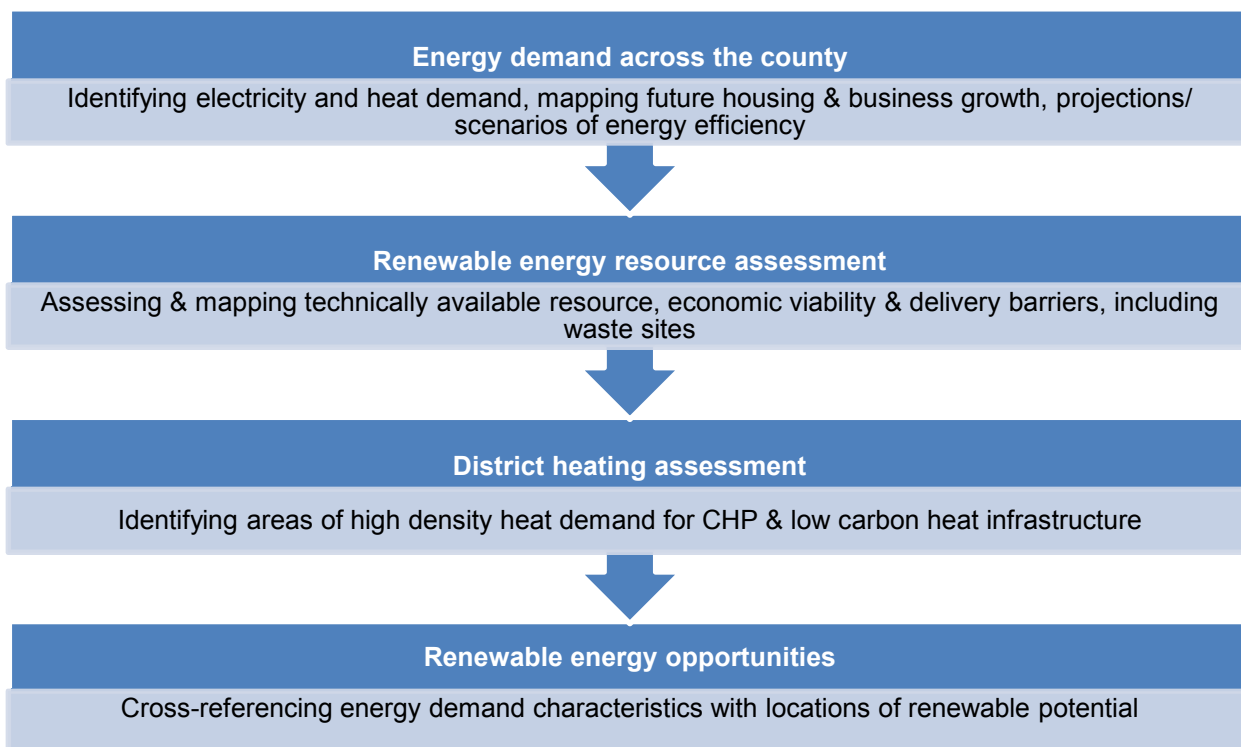 Energy demand across the county
Identifying electricity and heat demand, mapping future housing & business growth, projections/
scenarios of energy efficiency
Renewable energy resource assessment
Assessing & mapping technically available resource, economic viability & delivery barriers, including
waste sites
District heating assessment
Identifying areas of high density heat demand for CHP & low carbon heat infrastructure
Renewable energy opportunities
Cross-referencing energy demand characteristics with locations of renewable potential